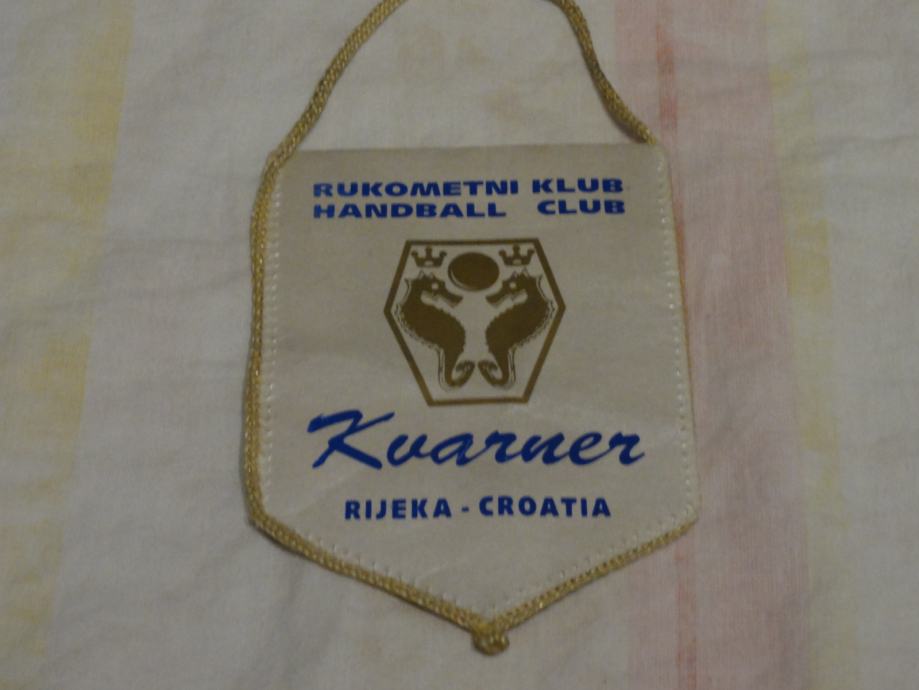 RUKOMETNI KLUB
HANDBALL CLUB
Kvarner
RIJEKA - CROATIA